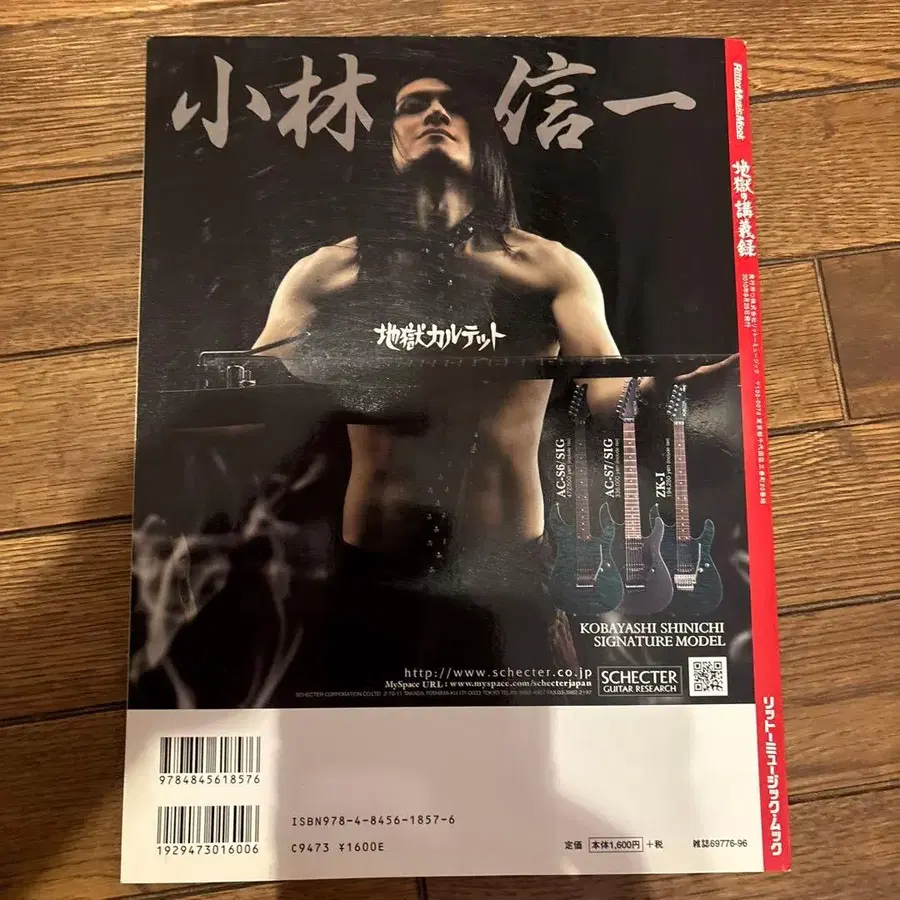 小林 信一
地獄カルテット
AC-S6/SIG
AC-S7/SIG
ZK-I
KOBAYASHI SHINICHI
SIGNATURE MODEL
http://www.schecter.co.jp
MySpace URL : www.myspace.com/schecterjapan
SCHECTER
GUITAR RESEARCH
9784845618576
1929473016006
ISBN978-4-8456-1857-6
C9473 ¥1600E
定価 本体1,600円 +税
雑誌69776-96
Rittor Music Mook
地獄の講義録
リットーミュージック・ムック